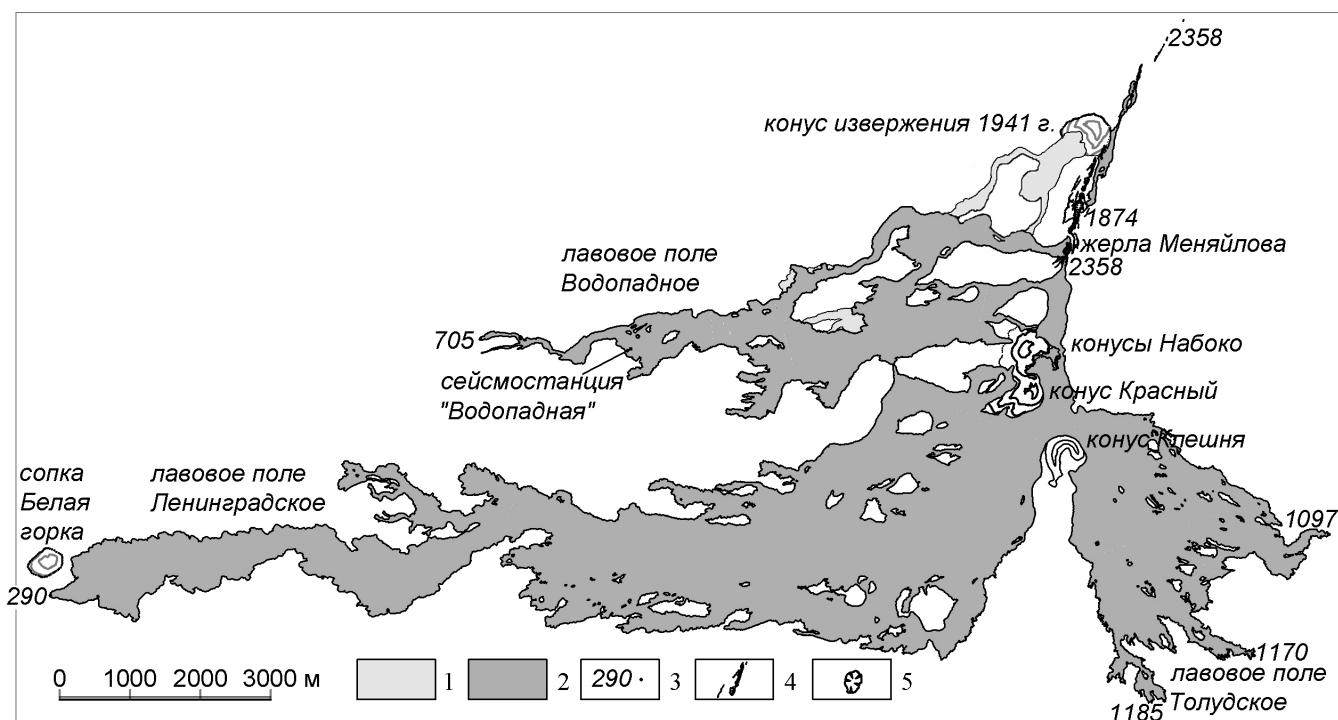 2358
конус извержения 1941 г.
1874
жерла Меняйлова
2358
лавовое поле
Водопадное
705
сейсмостанция
"Водопадная"
конусы Набоко
конус Красный
конус Клешня
сопка
Белая
горка
лавовое поле
Ленинградское
1097
290
1170
лавовое поле
Толудское
1185
0 1000 2000 3000 м
1
2
290 · 3
4
5